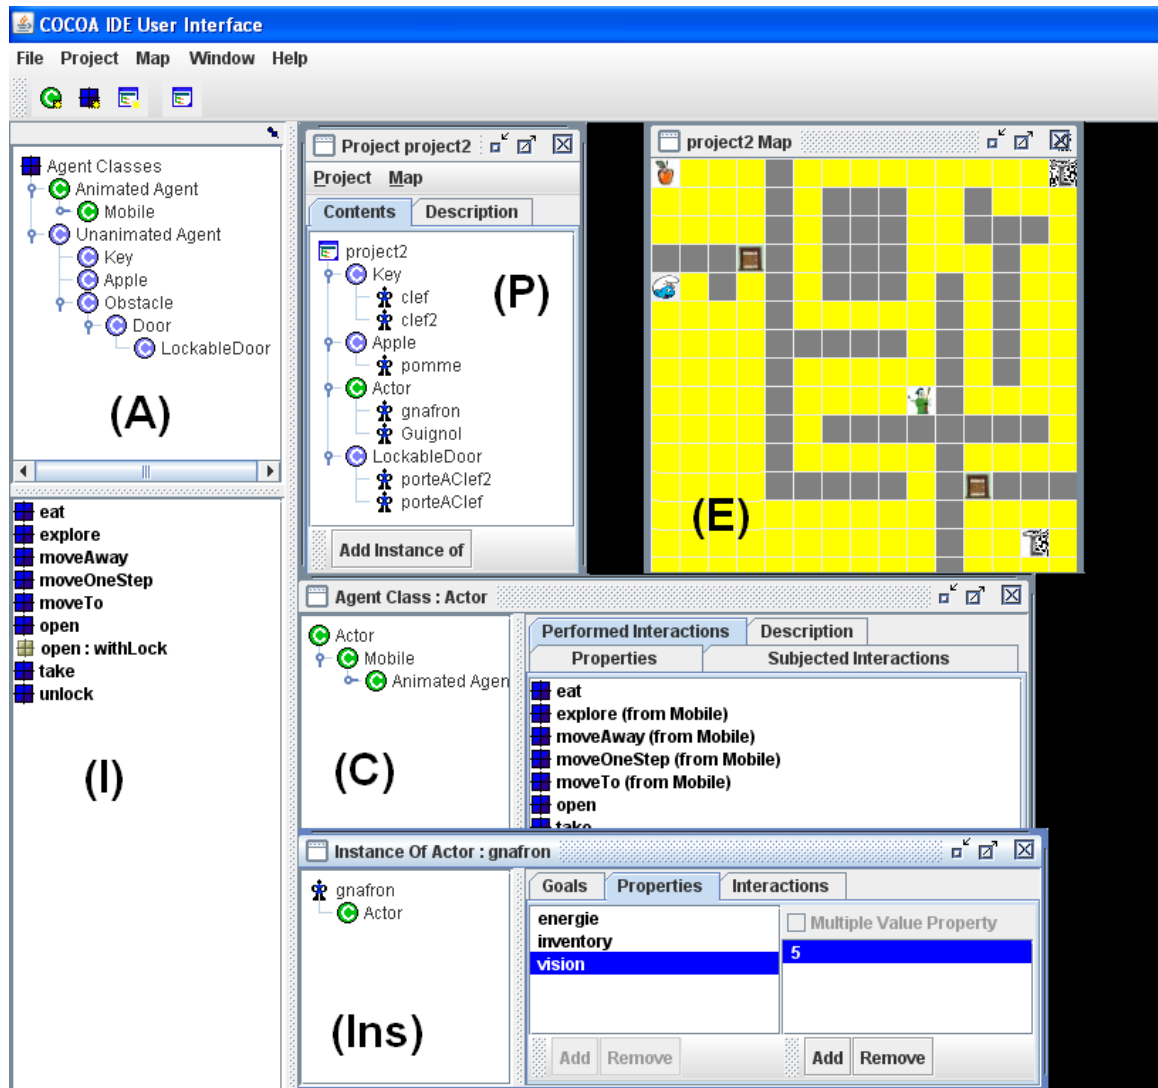 COCOA IDE User Interface
File Project Map Window Help
Agent Classes
Animated Agent
Mobile
Unanimated Agent
Key
Apple
Obstacle
Door
LockableDoor
(A)
eat
explore
moveAway
moveOneStep
moveTo
open
open : withLock
take
unlock
(I)
Project project2
Project Map
Contents Description
project2
Key
clef
clef2
Apple
pomme
Actor
gnafron
Guignol
LockableDoor
porteAClef2
porteAClef
(P)
Add Instance of
project2 Map
(E)
Agent Class : Actor
Actor
Mobile
Animated Agen
(C)
Performed Interactions Description
Properties Subjected Interactions
eat
explore (from Mobile)
moveAway (from Mobile)
moveOneStep (from Mobile)
moveTo (from Mobile)
open
take
Instance Of Actor : gnafron
gnafron
Actor
(Ins)
Goals Properties Interactions
energie
inventory
vision
Multiple Value Property
5
Add Remove
Add Remove